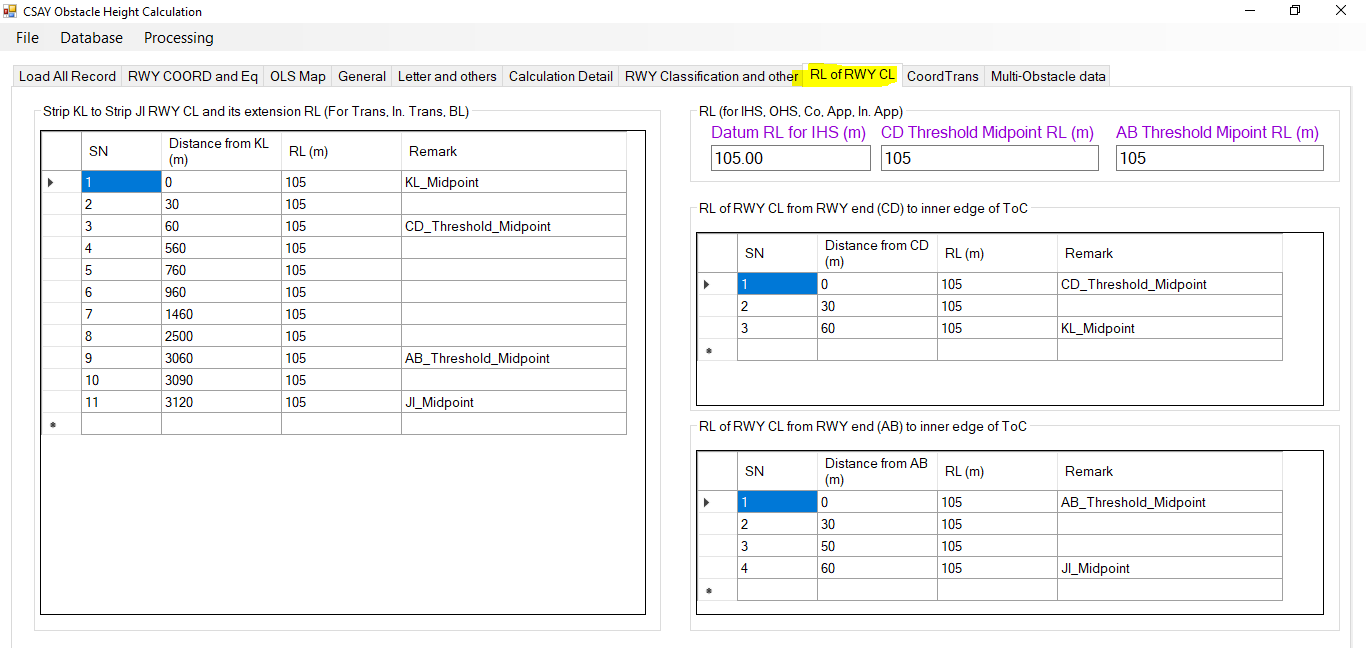 CSAY Obstacle Height Calculation
File Database Processing
Load All Record RWY COORD and Eq OLS Map General Letter and others Calculation Detail RWY Classification and other RL of RWY CL CoordTrans Multi-Obstacle data
Strip KL to Strip JI RWY CL and its extension RL (For Trans, In. Trans, BL)
SN Distance from KL (m) RL (m) Remark
1 0 105 KL_Midpoint
2 30 105
3 60 105 CD_Threshold_Midpoint
4 560 105
5 760 105
6 960 105
7 1460 105
8 2500 105
9 3060 105 AB_Threshold_Midpoint
10 3090 105
11 3120 105 JI_Midpoint
RL (for IHS, OHS, Co, App, In. App)
Datum RL for IHS (m) CD Threshold Midpoint RL (m) AB Threshold Mipoint RL (m)
105.00 105 105
RL of RWY CL from RWY end (CD) to inner edge of ToC
SN Distance from CD (m) RL (m) Remark
1 0 105 CD_Threshold_Midpoint
2 30 105
3 60 105 KL_Midpoint
RL of RWY CL from RWY end (AB) to inner edge of ToC
SN Distance from AB (m) RL (m) Remark
1 0 105 AB_Threshold_Midpoint
2 30 105
3 50 105
4 60 105 JI_Midpoint